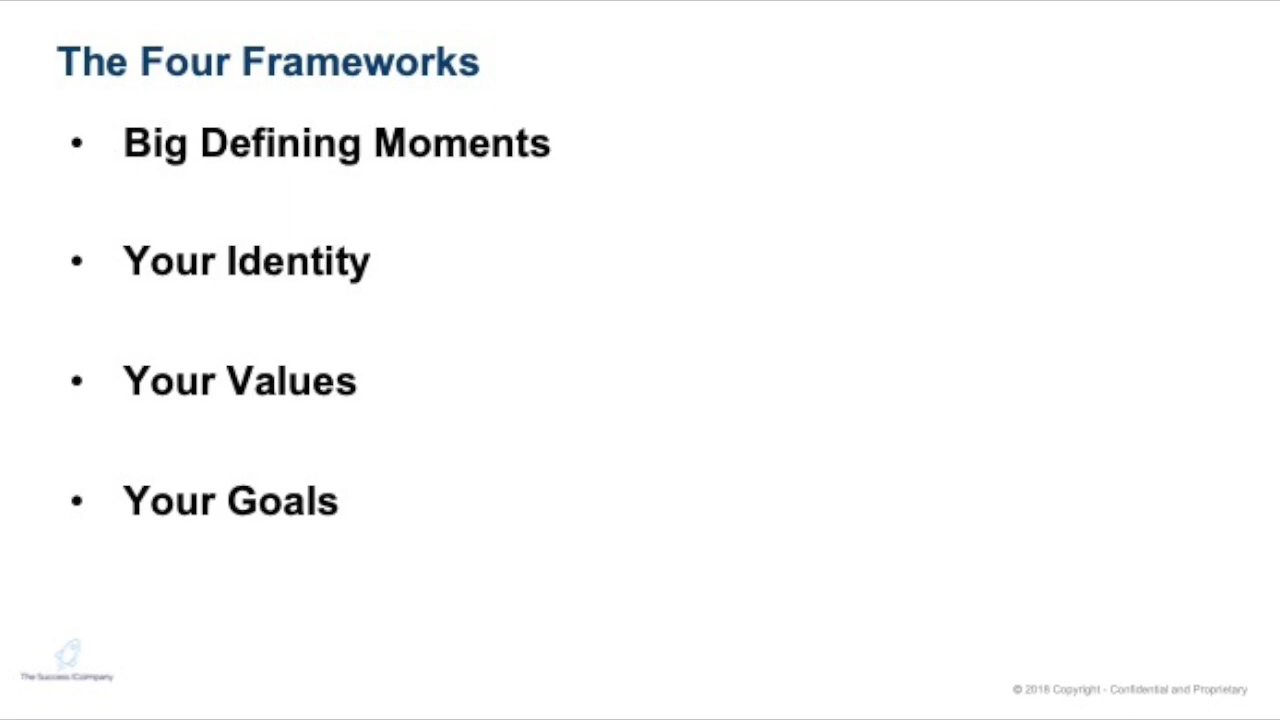 The Four Frameworks
• Big Defining Moments
• Your Identity
• Your Values
• Your Goals
The Success
© 2018 Copyright - Confidential and Proprietary